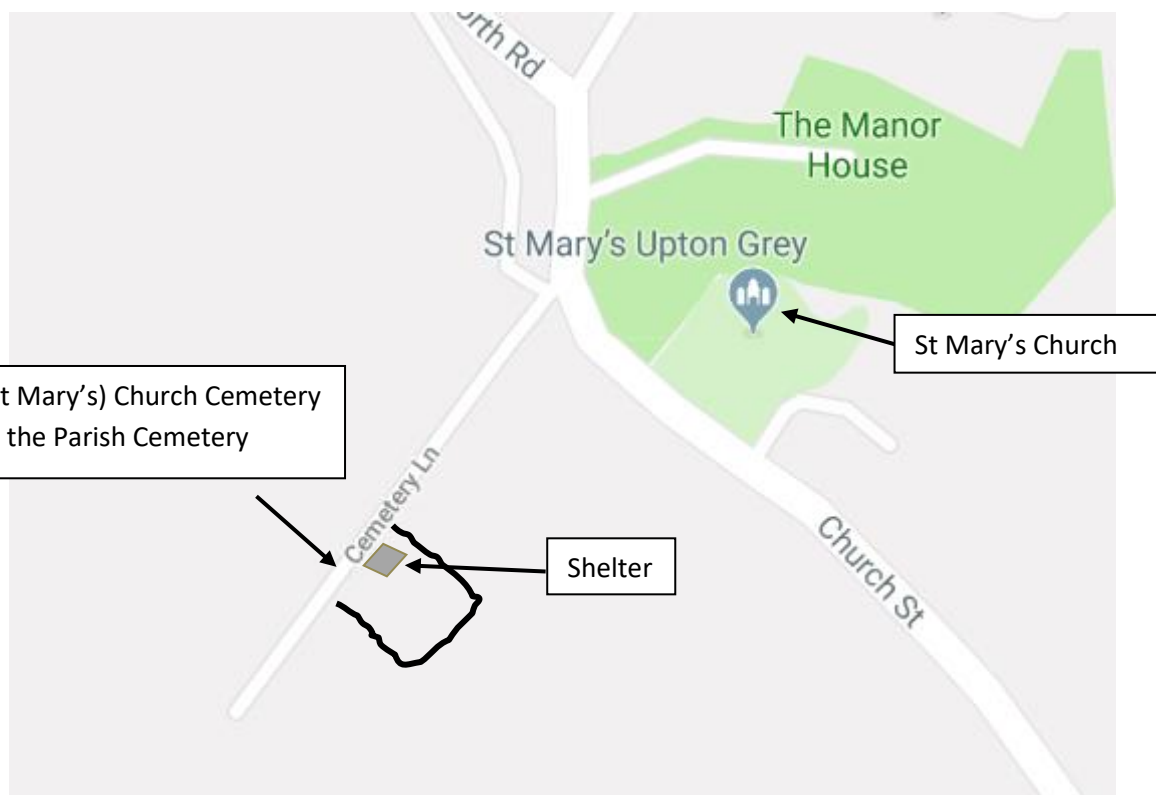 orth Rd
The Manor
House
St Mary's Upton Grey
St Mary's Church
t Mary's) Church Cemetery
the Parish Cemetery
Cemetery Ln
Shelter
Church St